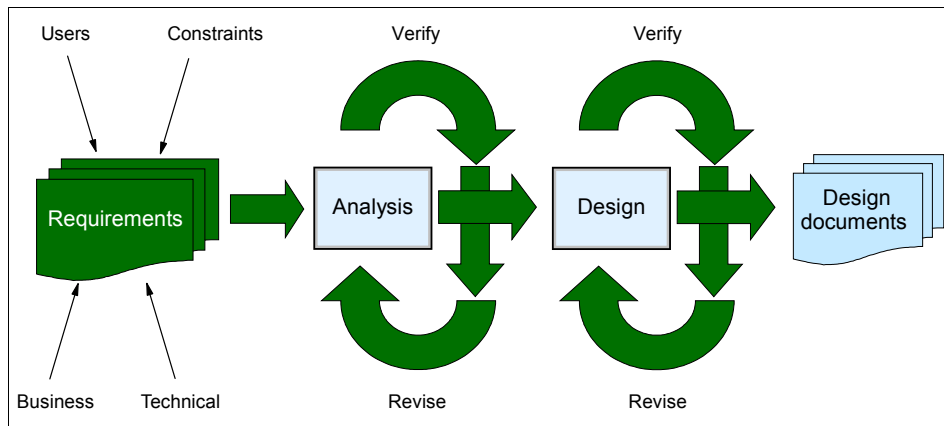 Users
Constraints
Verify
Verify
Requirements
Analysis
Design
Design
documents
Business
Technical
Revise
Revise